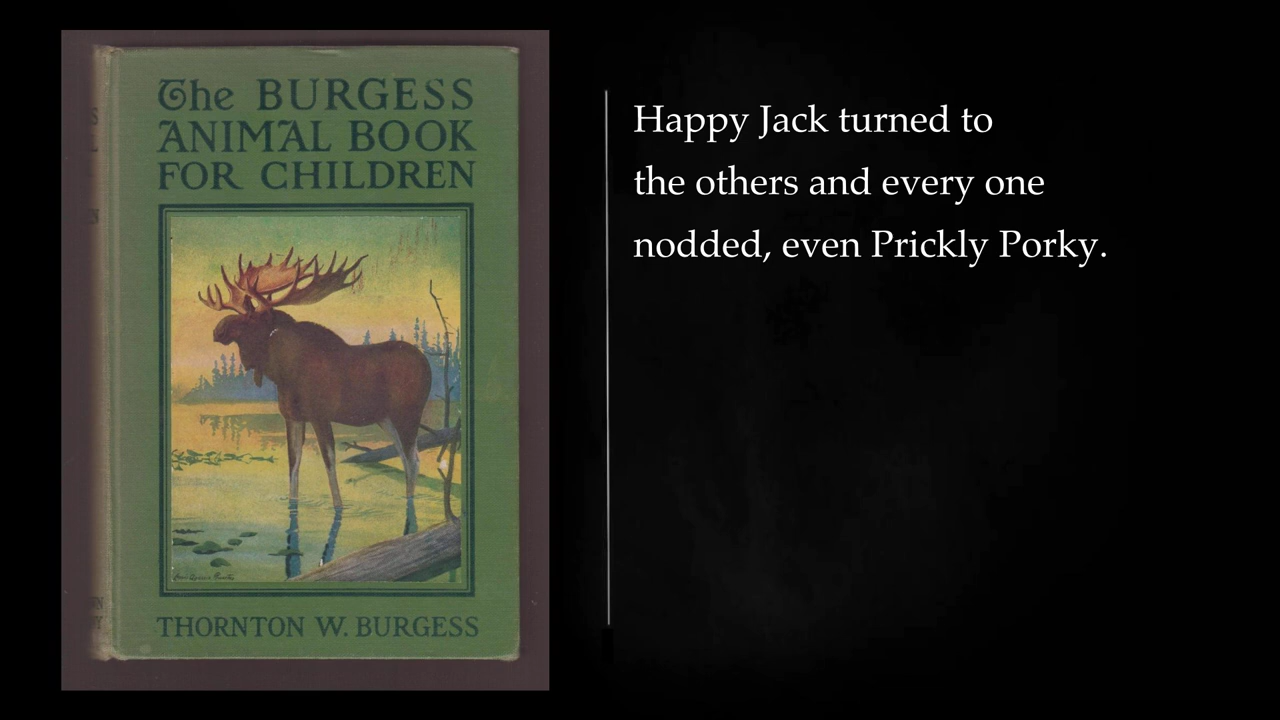 The BURGESS
ANIMAL BOOK
FOR CHILDREN
THORNTON W. BURGESS
Happy Jack turned to
the others and every one
nodded, even Prickly Porky.